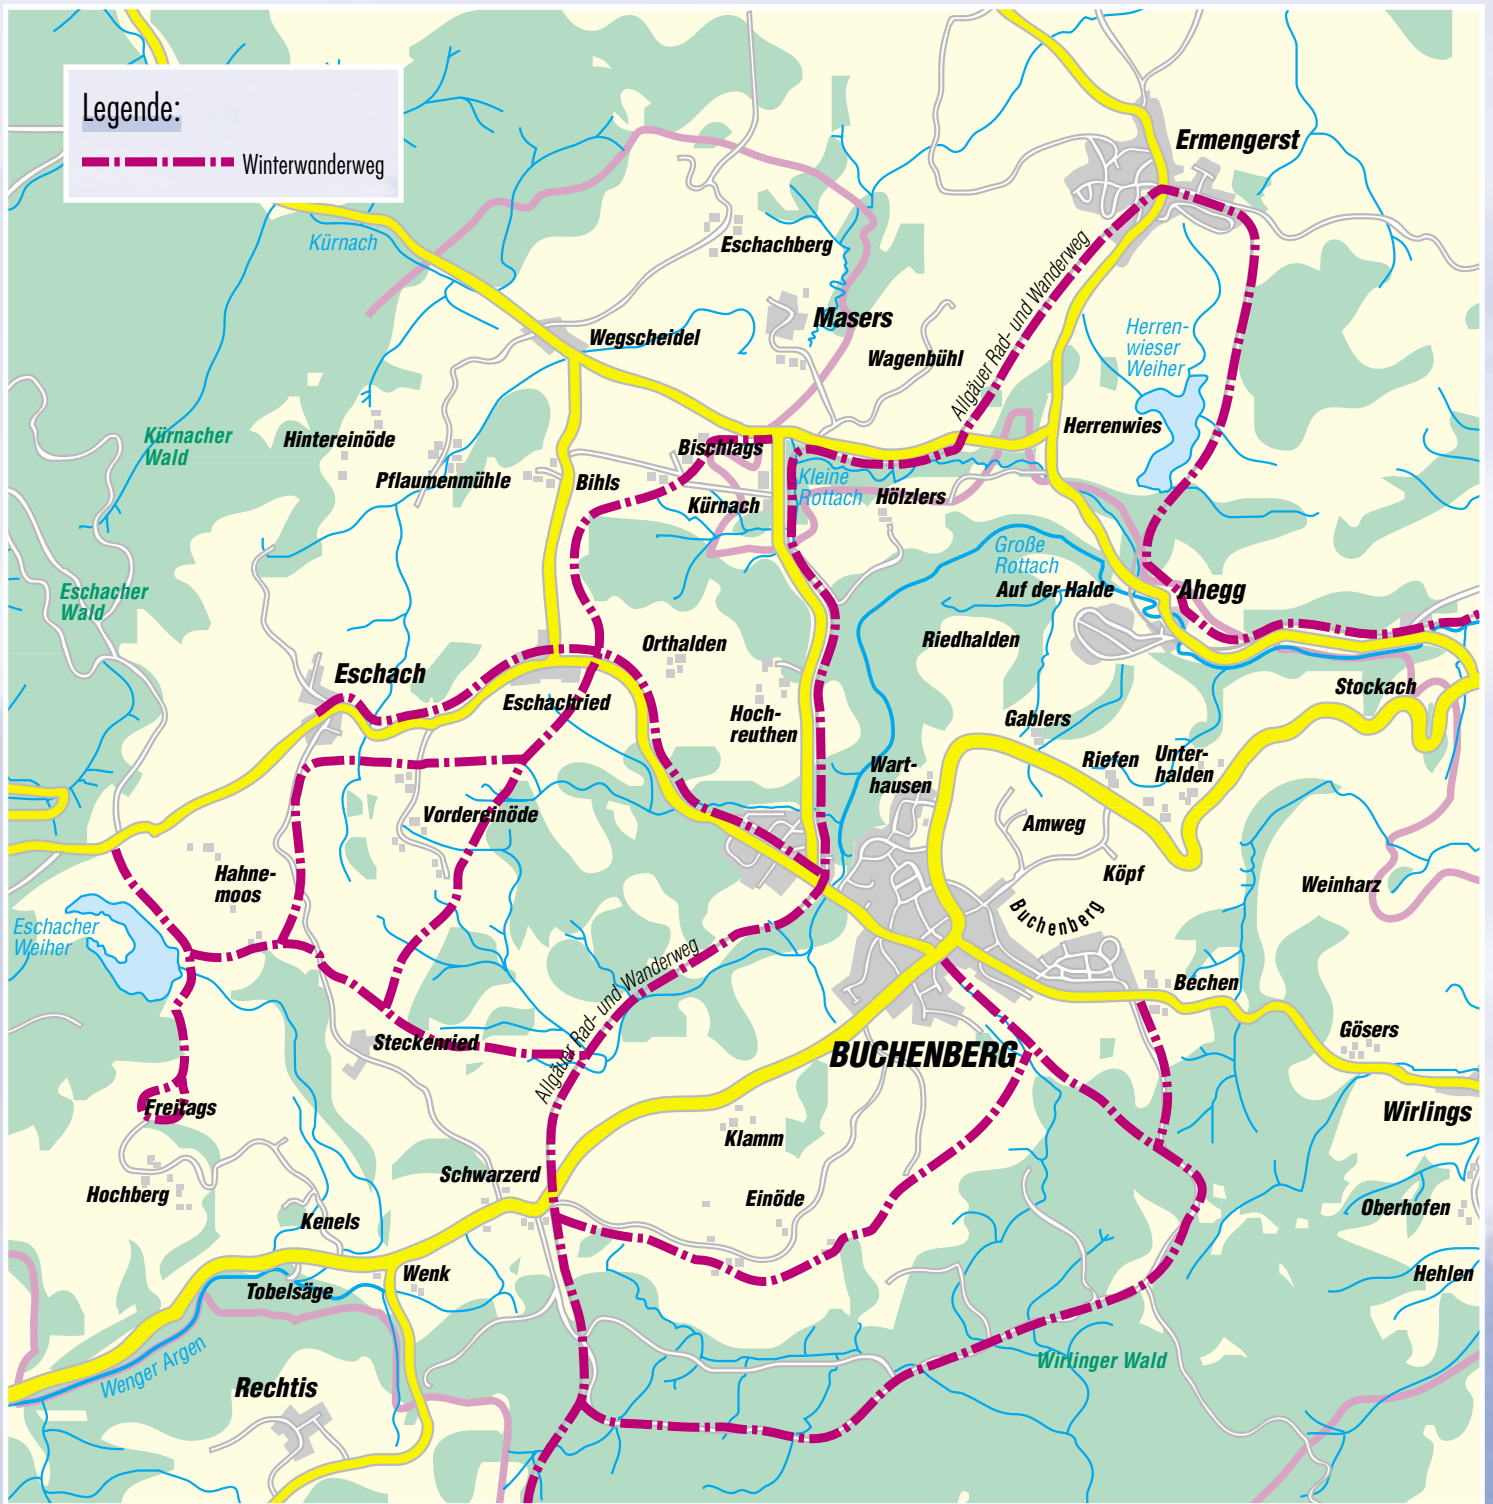 Legende:
Winterwanderweg
Ermengerst
Kürnach
Eschachberg
Allgäuer Rad- und Wanderweg
Masers
Herren-
wieser
Weiher
Wegscheidel
Wagenbühl
Kürnacher
Wald
Hintereinöde
Bischlags
Herrenwies
Pflaumenmühle
Bihls
Kleine
Rottach
Hölzlers
Kürnach
Große
Rottach
Eschacher
Wald
Auf der Halde
Ahegg
Orthalden
Riedhalden
Eschach
Eschachried
Stockach
Hoch-
reuthen
Gablers
Wart-
hausen
Riefen
Unter-
halden
Vordereinöde
Amweg
Hahne-
moos
Köpf
Weinharz
Buchenberg
Eschacher
Weiher
Allgäuer Rad- und Wanderweg
Bechen
Steckenried
BUCHENBERG
Gösers
Freitags
Wirlings
Klamm
Schwarzerd
Hochberg
Einöde
Kenels
Oberhofen
Wenk
Tobelsäge
Hehlen
Wenger Argen
Wirlinger Wald
Rechtis